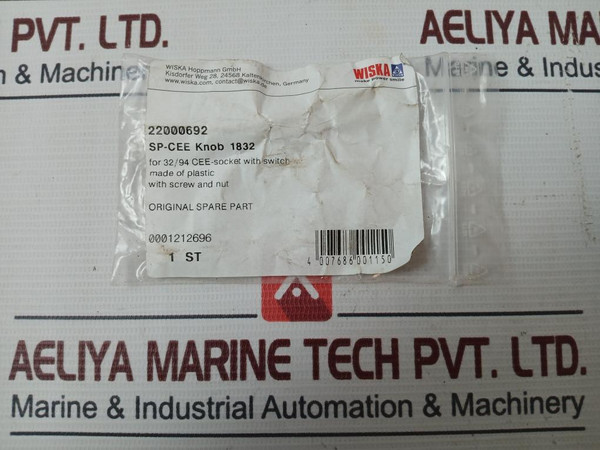 PVT. LTD.
AELIYA MA
& Machinery
Marine & Indus
WISKA Hoppmann GmbH
Kisdorfer Weg 28, 24568 Kaltenkirchen, Germany
www.wiska.com, contact@wiska.de
WISKA
22000692
SP-CEE Knob 1832
for 32/94 CEE-socket with switch
made of plastic
with screw and nut
ORIGINAL SPARE PART
0001212696
1 ST
4 007686 001150
AELIYA MARINE TECH PVT. LTD.
Marine & Industrial Automation & Machinery